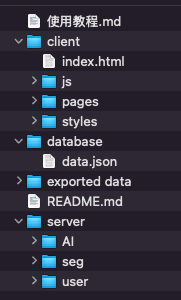 使用教程.md
client
index.html
js
pages
styles
database
data.json
exported data
README.md
server
AI
seg
user